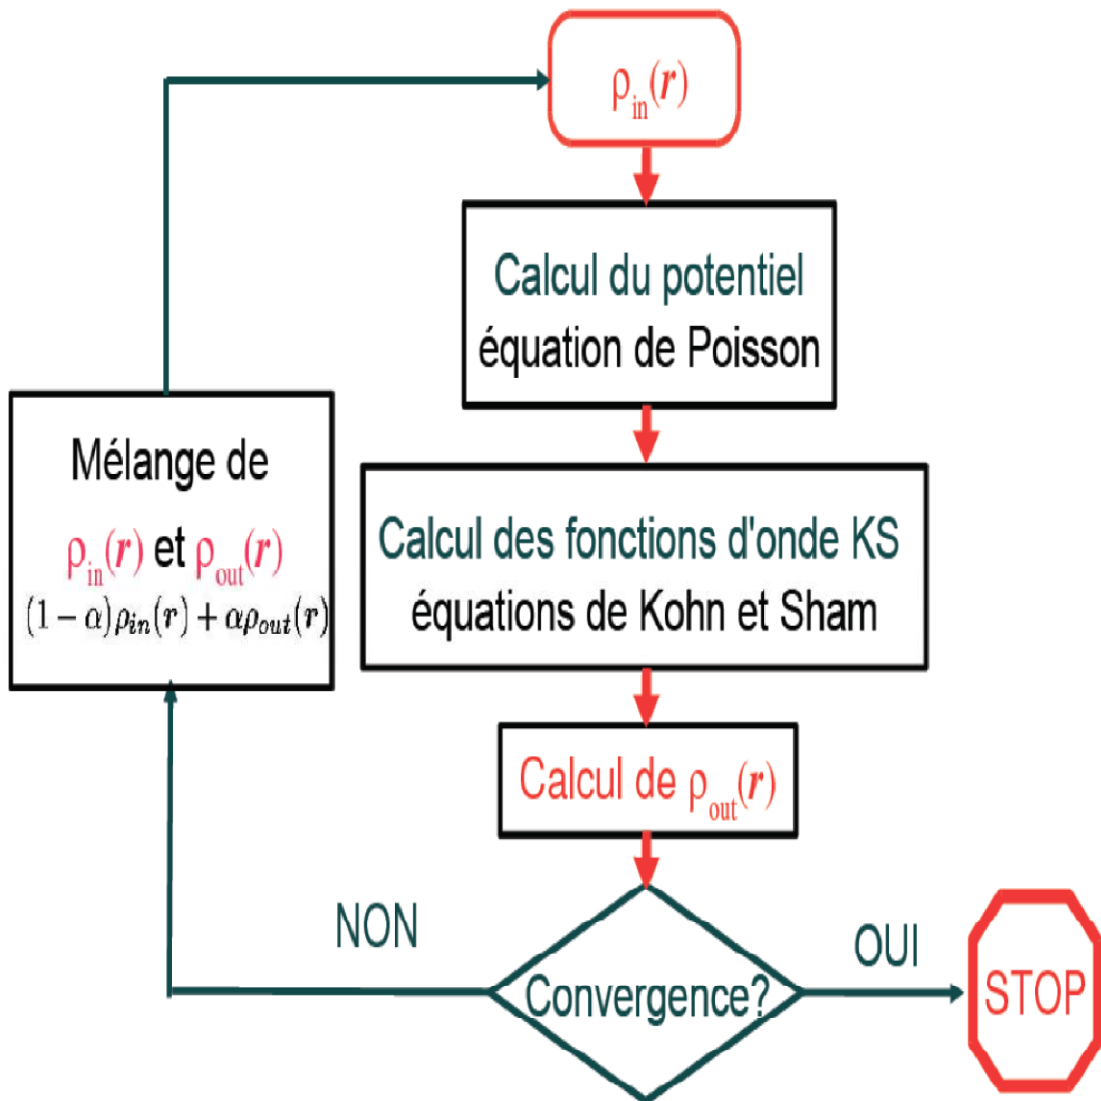 ρin(r)
Calcul du potentiel
équation de Poisson
Calcul des fonctions d'onde KS
équations de Kohn et Sham
Calcul de ρout(r)
Convergence?
NON
OUI
STOP
Mélange de
ρin(r) et ρout(r)
(1 − α)ρin(r) + αρout(r)